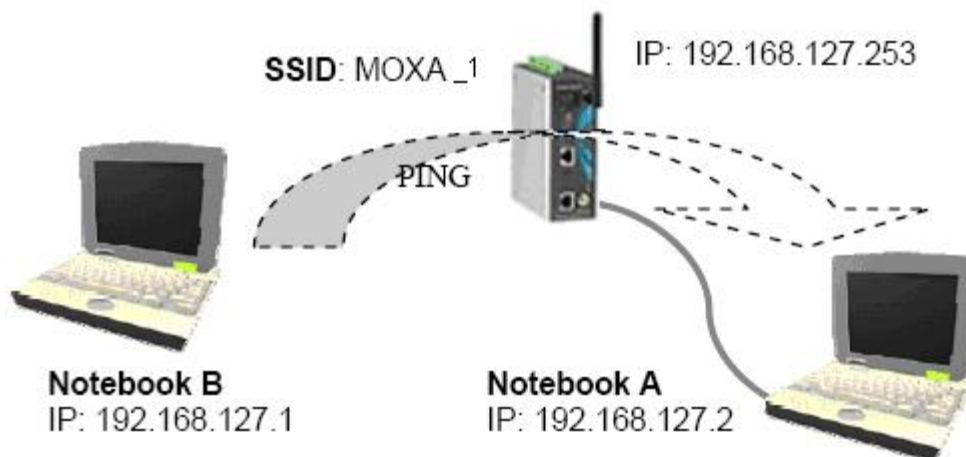 SSID: MOXA_1
IP: 192.168.127.253
PING
Notebook B
IP: 192.168.127.1
Notebook A
IP: 192.168.127.2